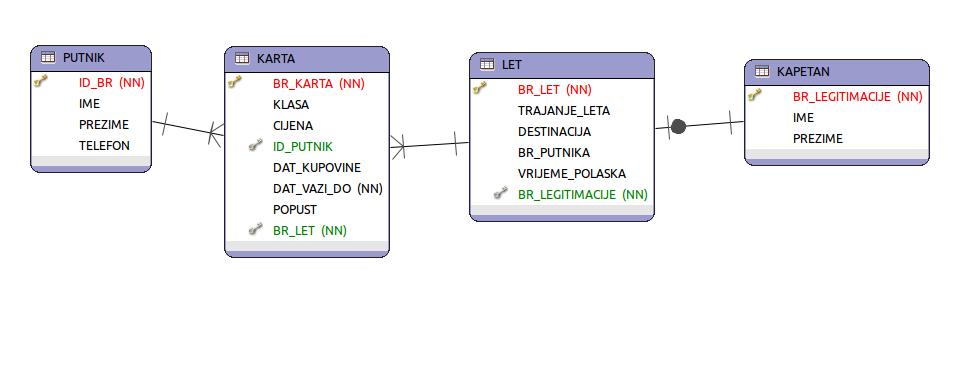 PUTNIK
ID_BR (NN)
IME
PREZIME
TELEFON
KARTA
BR_KARTA (NN)
KLASA
CIJENA
ID_PUTNIK
DAT_KUPOVINE
DAT_VAZI_DO (NN)
POPUST
BR_LET (NN)
LET
BR_LET (NN)
TRAJANJE_LETA
DESTINACIJA
BR_PUTNIKA
VRIJEME_POLASKA
BR_LEGITIMACIJE (NN)
KAPETAN
BR_LEGITIMACIJE (NN)
IME
PREZIME